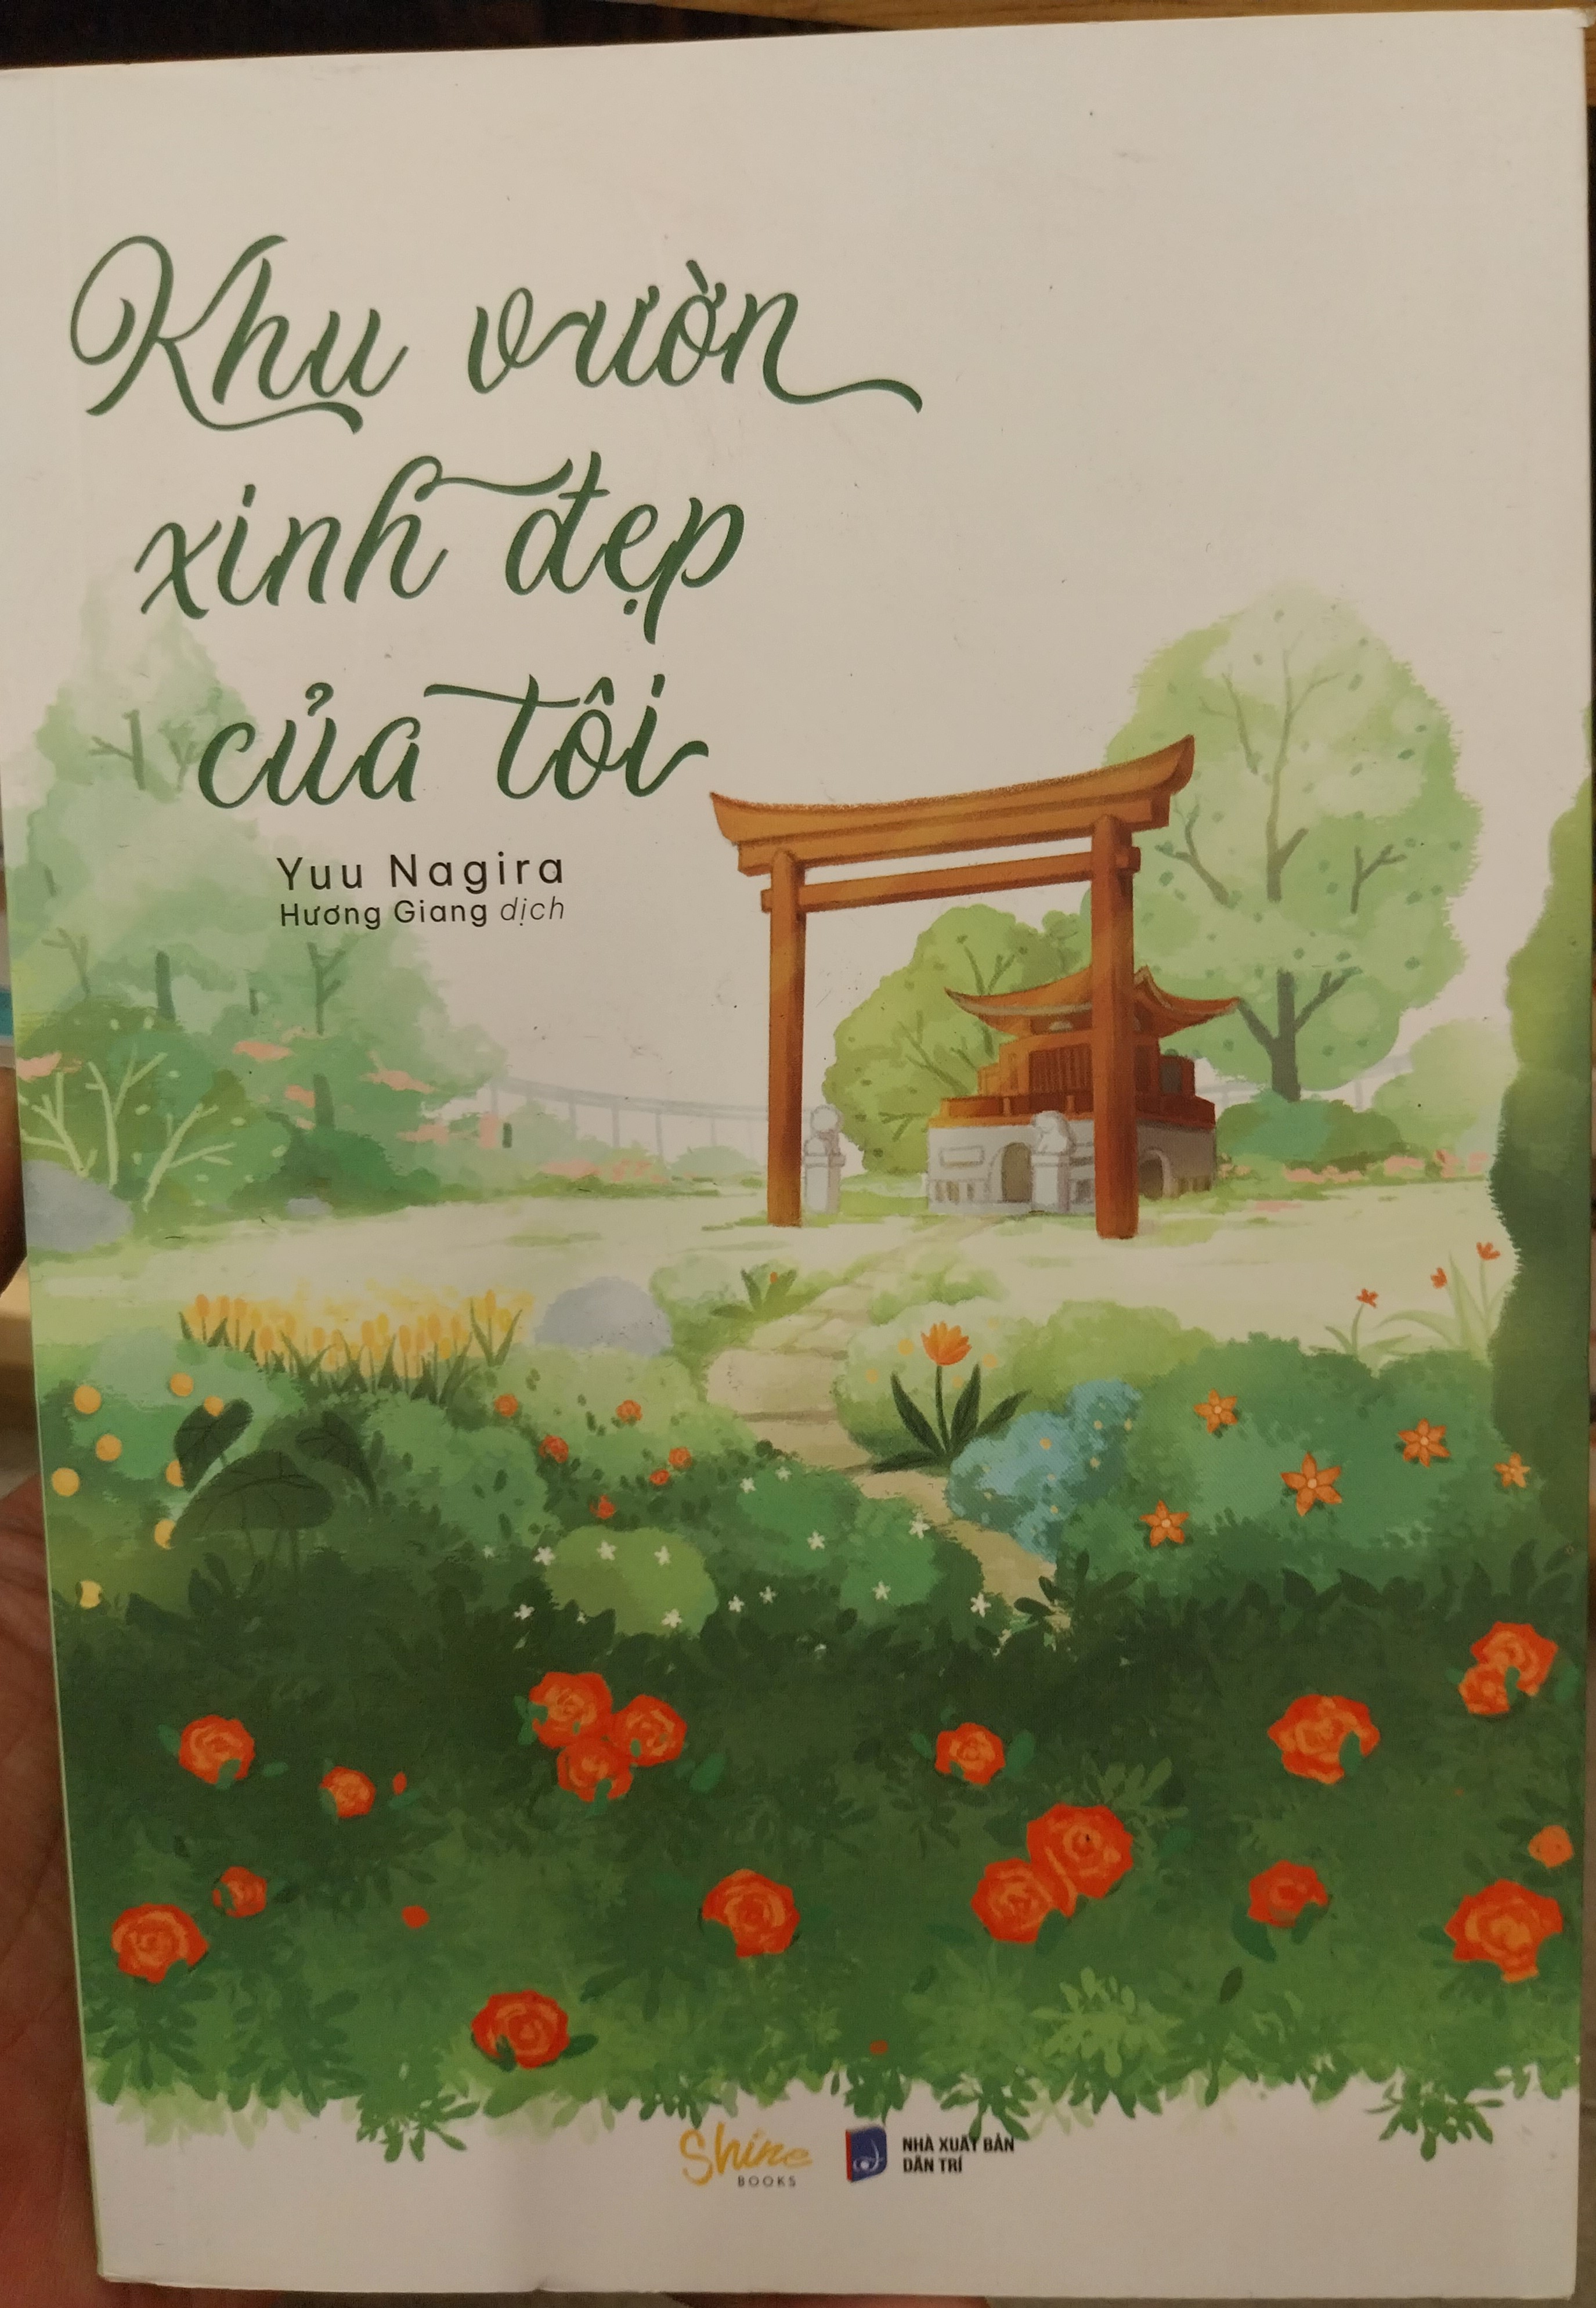 Khu vườn
xinh đẹp
của tôi
Yuu Nagira
Hương Giang dịch
Shine
BOOKS
NHÀ XUẤT BẢN
DÂN TRÍ